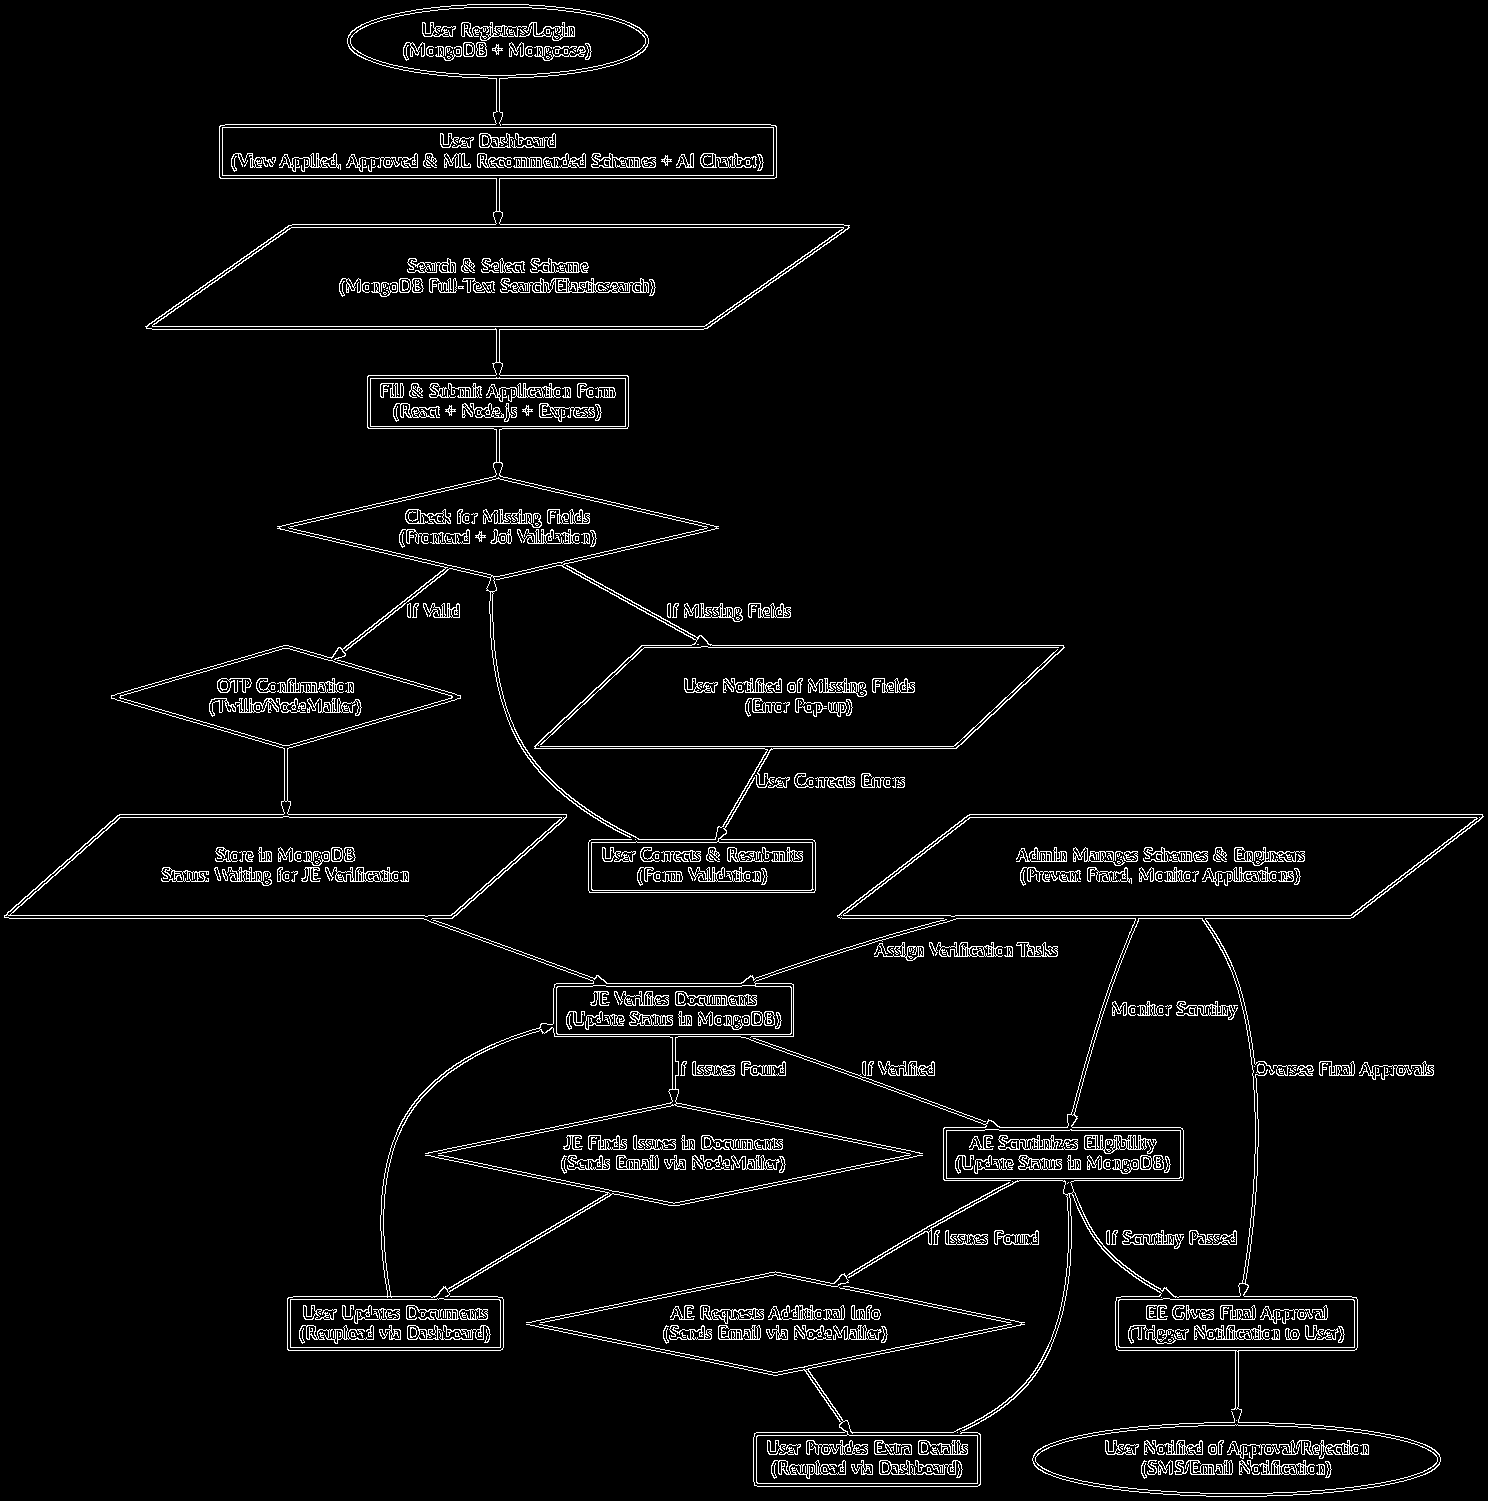 User Registers/Login
(MongoDB + Mongoose)
User Dashboard
(View Applied, Approved & ML Recommended Schemes + AI Chatbot)
Search & Select Scheme
(MongoDB Full-Text Search/Elasticsearch)
Fill & Submit Application Form
(React + Node.js + Express)
Check for Missing Fields
(Frontend + Joi Validation)
If Valid
If Missing Fields
OTP Confirmation
(Twilio/NodeMailer)
User Notified of Missing Fields
(Error Pop-up)
User Corrects Errors
Store in MongoDB
Status: Waiting for JE Verification
User Corrects & Resubmits
(Form Validation)
Admin Manages Schemes & Engineers
(Prevent Fraud, Monitor Applications)
Assign Verification Tasks
JE Verifies Documents
(Update Status in MongoDB)
Monitor Scrutiny
If Issues Found
If Verified
Oversee Final Approvals
JE Finds Issues in Documents
(Sends Email via NodeMailer)
AE Scrutinizes Eligibility
(Update Status in MongoDB)
If Issues Found
If Scrutiny Passed
User Updates Documents
(Reupload via Dashboard)
AE Requests Additional Info
(Sends Email via NodeMailer)
EE Gives Final Approval
(Trigger Notification to User)
User Provides Extra Details
(Reupload via Dashboard)
User Notified of Approval/Rejection
(SMS/Email Notification)